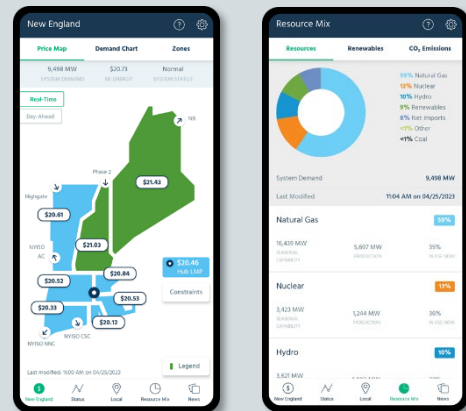 New England
Price Map Demand Chart Zones
9,498 MW $20.73 Normal
SYSTEM DEMAND NE ENERGY SYSTEM STATUS
Real-Time
Day-Ahead
NB
Phase 2
Highgate
$21.43
$20.61
NYISO
AC
$21.03
$20.46
Hub LMP
$20.84
$20.52
Constraints
$20.53
$20.33
$20.12
NYISO CSC
NYISO NNC
Last modified: 11:00 AM on 04/25/2023
Legend
New England Status Local Resource Mix News
Resource Mix
Resources Renewables CO₂ Emissions
59% Natural Gas
13% Nuclear
10% Hydro
9% Renewables
8% Net Imports
<1% Other
<1% Coal
System Demand 9,498 MW
Last Modified 11:04 AM on 04/25/2023
Natural Gas 59%
5,697 MW 35%
CAPABILITY PRODUCTION IN USE NOW
Nuclear 13%
3,423 MW 1,244 MW 36%
CAPABILITY PRODUCTION IN USE NOW
Hydro 10%
3,621 MW
New England Status Local Resource Mix News